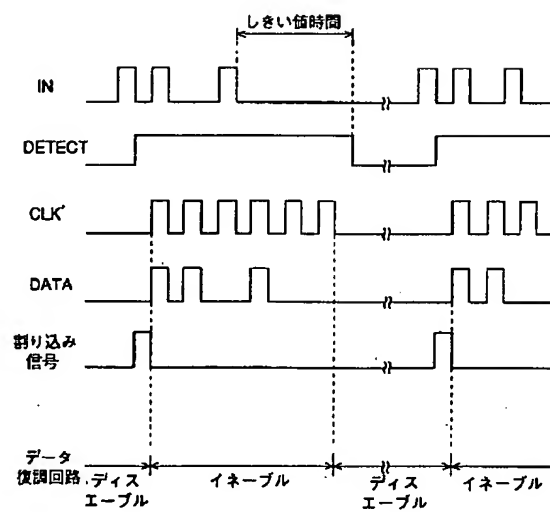 しきい値時間
IN
DETECT
CLK'
DATA
割り込み
信号
データ
復調回路
ディス
エーブル
イネーブル
ディス
エーブル
イネーブル